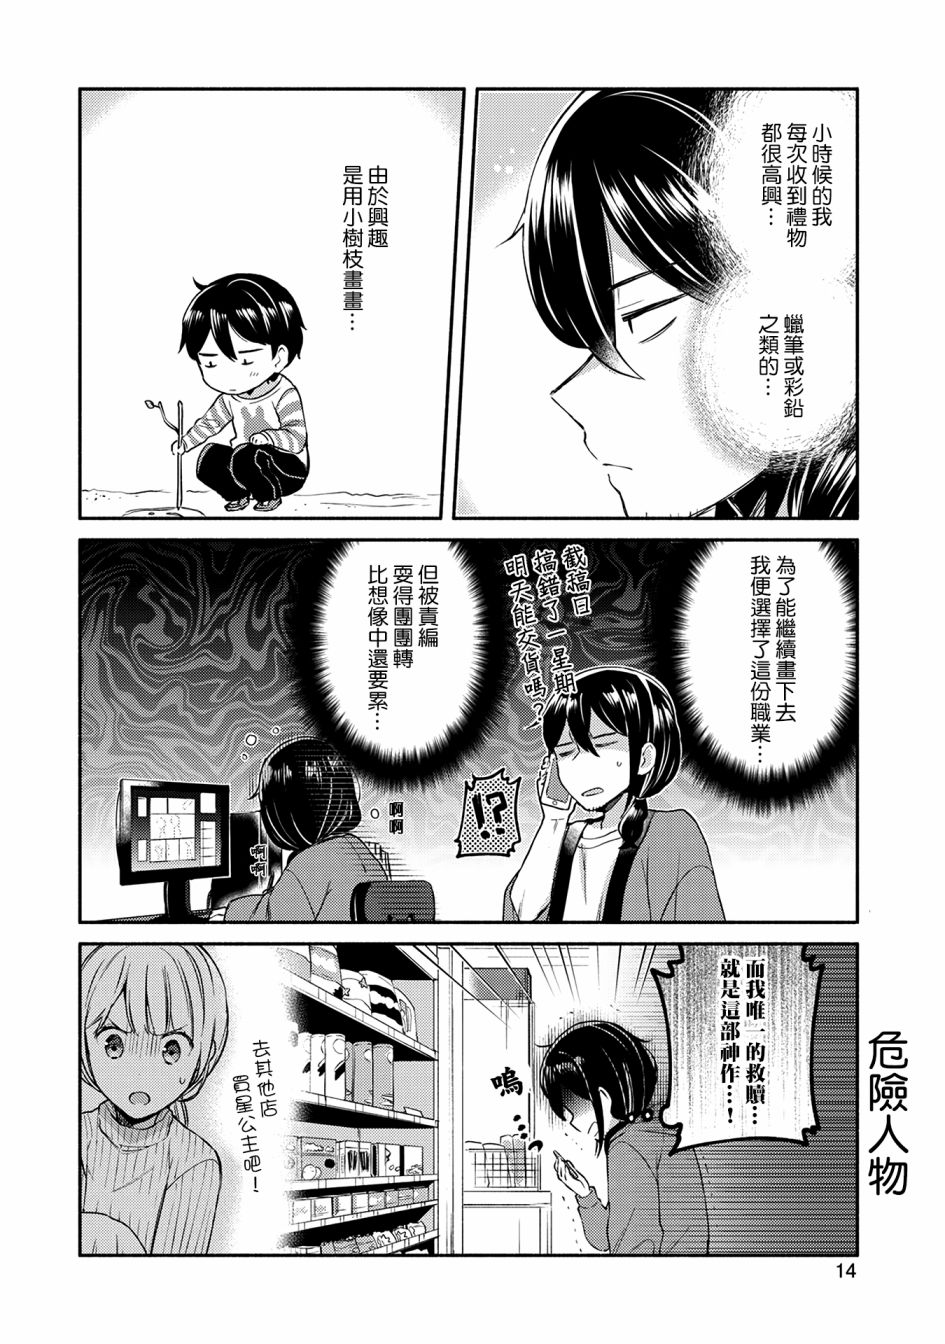 小時候的我
每次收到禮物
都很高興…
蠟筆或彩鉛
之類的…
由於興趣
是用小樹枝畫畫…
為了能繼續畫下去
我便選擇了這份職業…
截稿日
搞錯了一星期
明天能交貨嗎？
!?
但被責編
耍得團團轉
比想像中還要累…
啊啊
啊啊
而我唯一的救贖…
就是這部神作…！
嗚
去其他店
買星公主吧！
危險人物
14